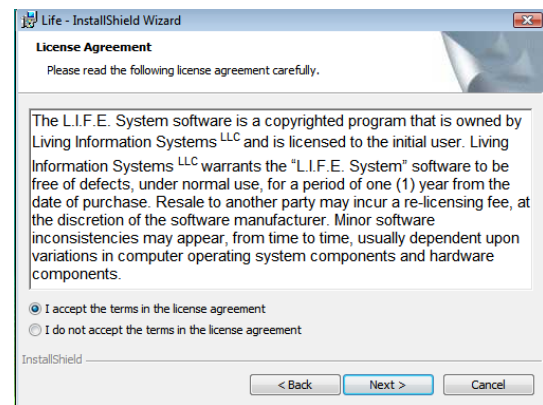 Life - InstallShield Wizard
License Agreement
Please read the following license agreement carefully.
The L.I.F.E. System software is a copyrighted program that is owned by
Living Information Systems LLC and is licensed to the initial user. Living
Information Systems LLC warrants the “L.I.F.E. System” software to be
free of defects, under normal use, for a period of one (1) year from the
date of purchase. Resale to another party may incur a re-licensing fee, at
the discretion of the software manufacturer. Minor software
inconsistencies may appear, from time to time, usually dependent upon
variations in computer operating system components and hardware
components.
I accept the terms in the license agreement
I do not accept the terms in the license agreement
InstallShield
< Back Next > Cancel